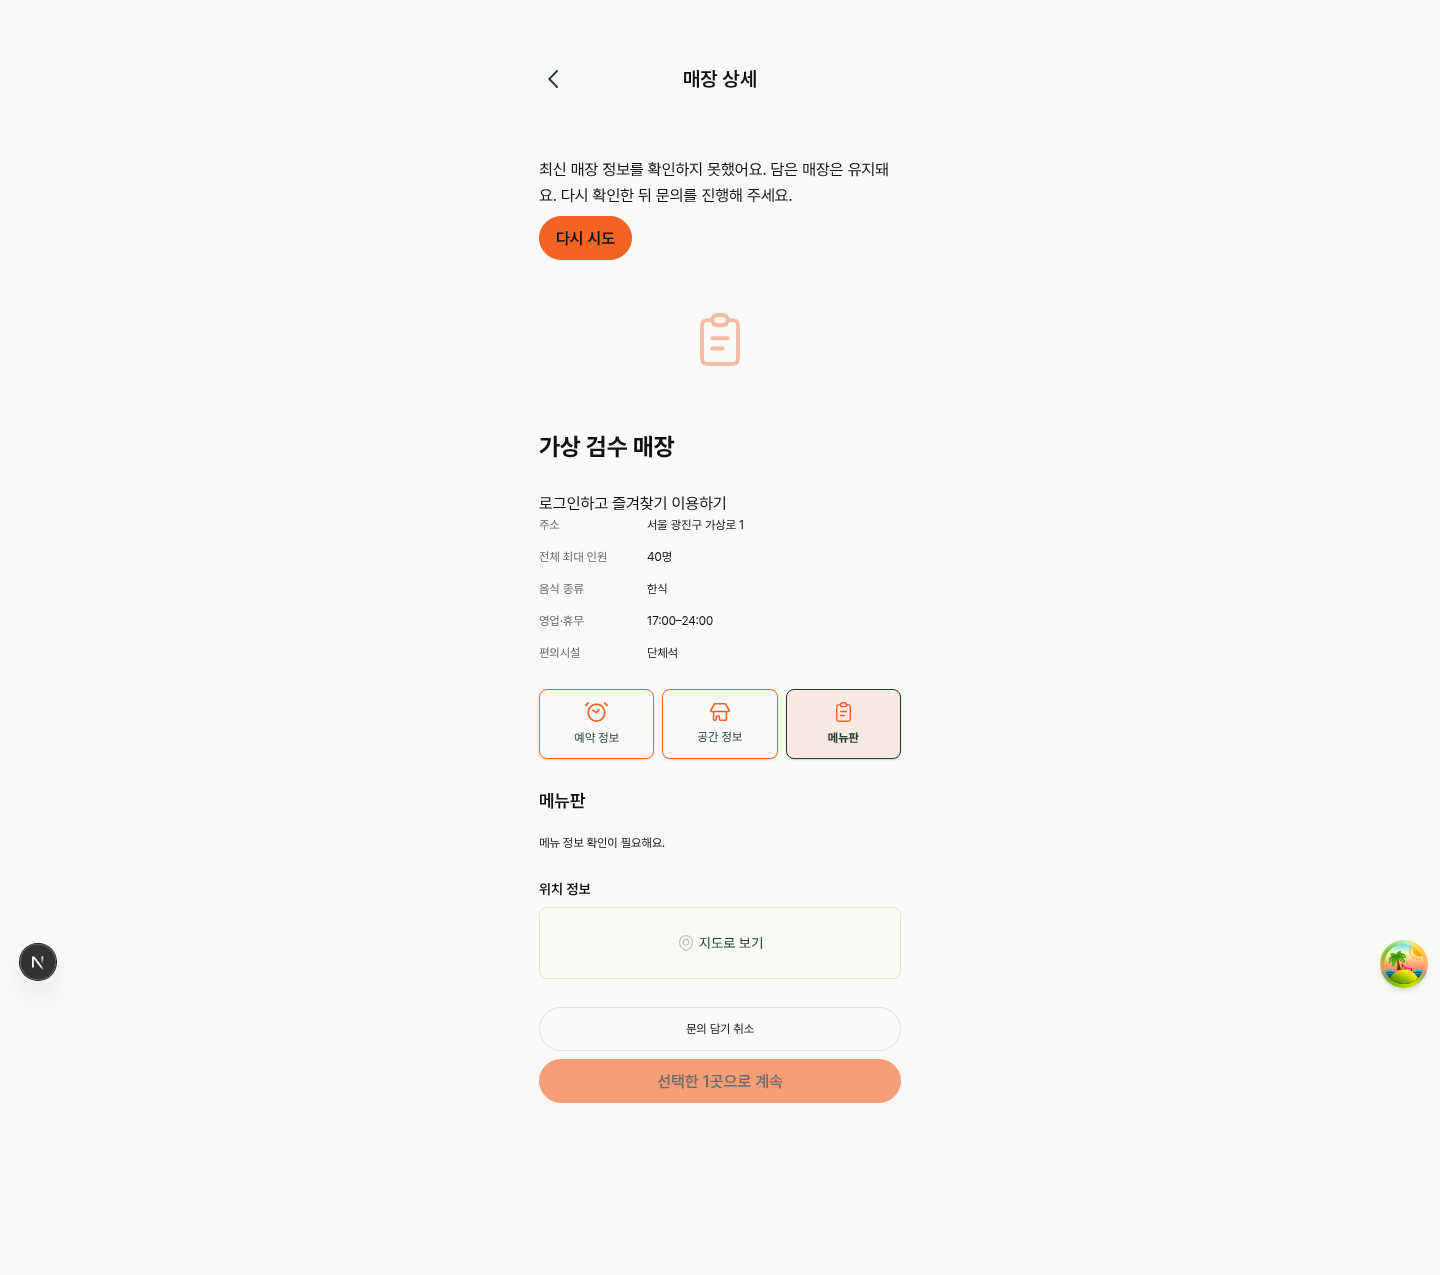 매장 상세
최신 매장 정보를 확인하지 못했어요. 담은 매장은 유지돼
요. 다시 확인한 뒤 문의를 진행해 주세요.
다시 시도
가상 검수 매장
로그인하고 즐겨찾기 이용하기
주소 서울 광진구 가상로 1
전체 최대 인원 40명
음식 종류 한식
영업·휴무 17:00–24:00
편의시설 단체석
예약 정보 공간 정보 메뉴판
메뉴판
메뉴 정보 확인이 필요해요.
위치 정보
지도로 보기
N
문의 담기 취소
선택한 1곳으로 계속